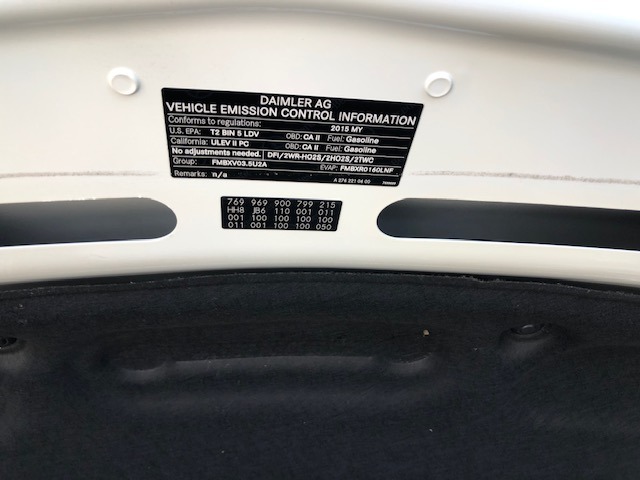 DAIMLER AG
VEHICLE EMISSION CONTROL INFORMATION
Conforms to regulations: 2015 MY
U.S. EPA: T2 BIN 5 LDV OBD: CA II Fuel: Gasoline
California: ULEV II PC OBD: CA II Fuel: Gasoline
No adjustments needed. DFI/2WR-HO2S/2HO2S/2TWC
Group: FMBXV03.5U2A EVAP: FMBXR0160LNF
Remarks: n/a
A 276 221 06 00
769 969 900 799 215
HH8 JB6 110 001 011
001 100 100 100 100
011 001 100 100 050